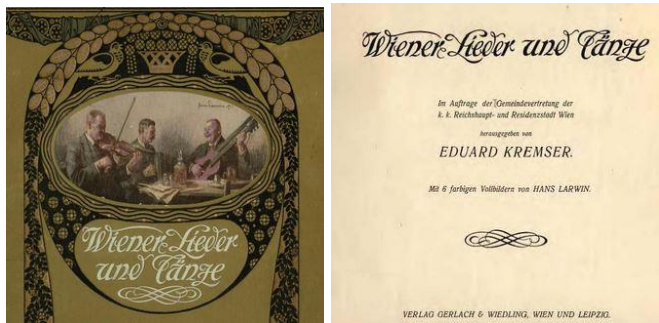 Wiener Lieder
und Tänze
Wiener Lieder und Tänze
Im Auftrage der Gemeindevertretung der
k. k. Reichshaupt- und Residenzstadt Wien
herausgegeben von
EDUARD KREMSER.
Mit 6 farbigen Vollbildern von HANS LARWIN.
VERLAG GERLACH & WIEDLING, WIEN UND LEIPZIG.